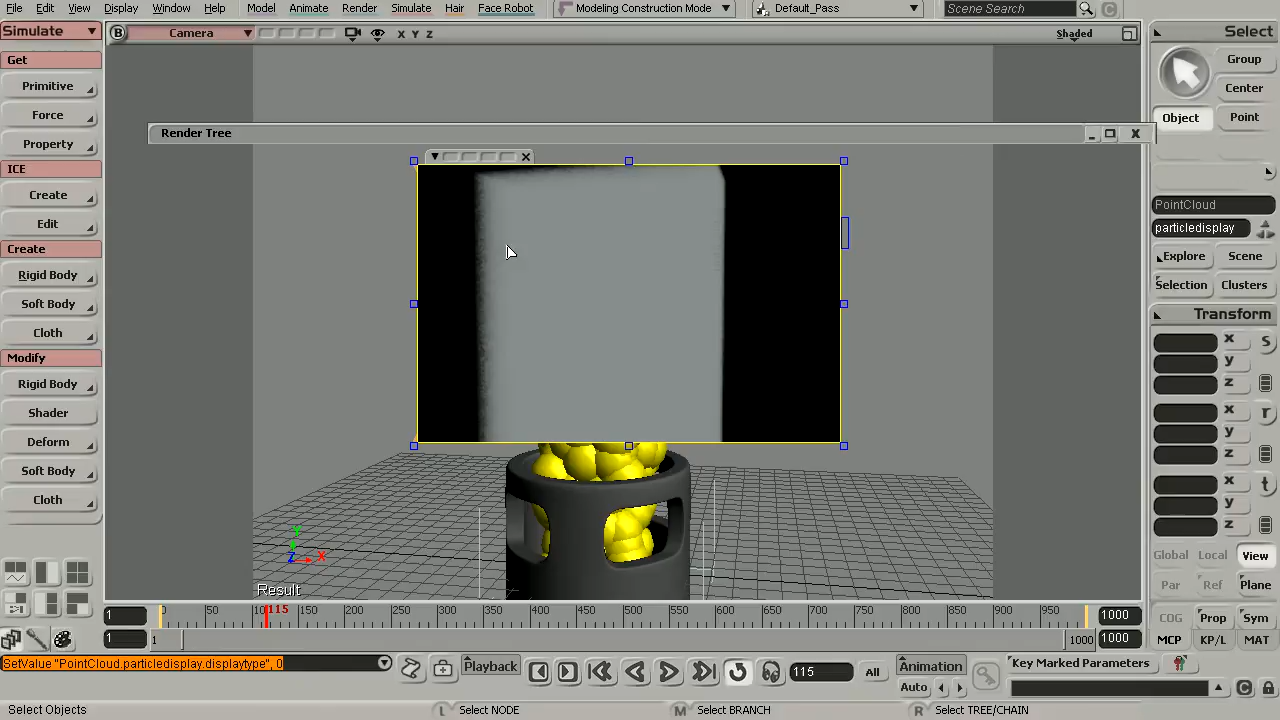 File Edit View Display Window Help Model Animate Render Simulate Hair Face Robot Modeling Construction Mode Default_Pass Scene Search C
Simulate
B Camera X Y Z Shaded
Select
Get
Primitive
Force
Property
ICE
Create
Edit
Create
Rigid Body
Soft Body
Cloth
Modify
Rigid Body
Shader
Deform
Soft Body
Cloth
Render Tree
Y
Z X
Result
Group
Center
Object Point
PointCloud
particledisplay
Explore Scene
Selection Clusters
Transform
x s
y
z
x r
y
z
x t
y
z
Global Local View
Par Ref Plane
COG Prop Sym
MCP KP/L MAT
1 0 50 100 115 150 200 250 300 350 400 450 500 550 600 650 700 750 800 850 900 950 1000
1 1 1000 1000
SetValue "PointCloud.particledisplay.displaytype", 0 Playback 115 All Animation Key Marked Parameters
Auto C
Select Objects L Select NODE M Select BRANCH R Select TREE/CHAIN